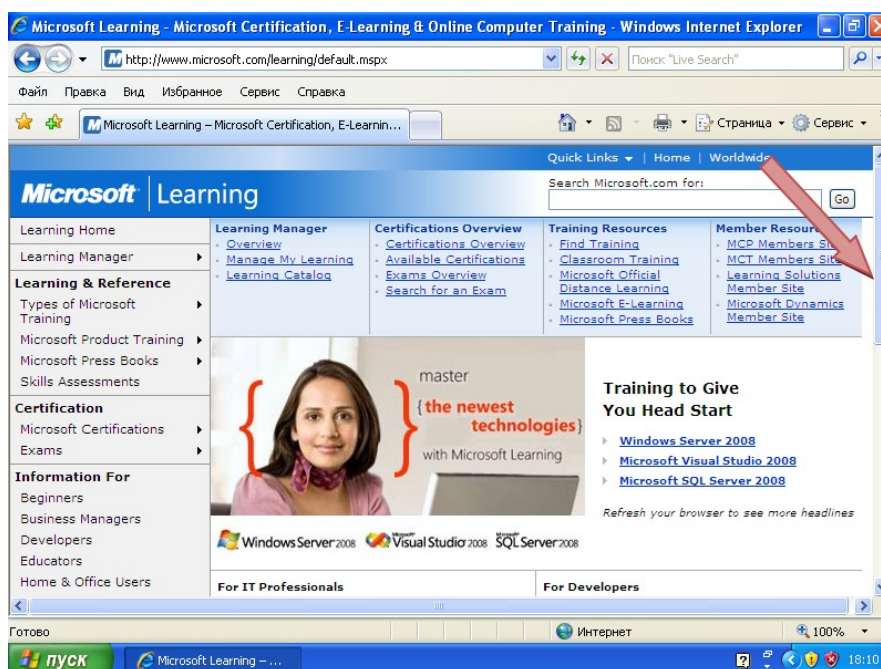 Microsoft Learning - Microsoft Certification, E-Learning & Online Computer Training - Windows Internet Explorer
http://www.microsoft.com/learning/default.mspx
Поиск "Live Search"
Файл Правка Вид Избранное Сервис Справка
Microsoft Learning – Microsoft Certification, E-Learnin...
Страница
Сервис
Quick Links | Home | Worldwide
Microsoft Learning
Search Microsoft.com for:
Go
Learning Home
Learning Manager
Learning & Reference
Types of Microsoft
Training
Microsoft Product Training
Microsoft Press Books
Skills Assessments
Certification
Microsoft Certifications
Exams
Information For
Beginners
Business Managers
Developers
Educators
Home & Office Users
Learning Manager
Overview
Manage My Learning
Learning Catalog
Certifications Overview
Certifications Overview
Available Certifications
Exams Overview
Search for an Exam
Training Resources
Find Training
Classroom Training
Microsoft Official
Distance Learning
Microsoft E-Learning
Microsoft Press Books
Member
MCP Members
MCT Members Site
Learning Solutions
Member Site
Microsoft Dynamics
Member Site
master
{the newest
technologies}
with Microsoft Learning
Windows Server 2008
Microsoft Visual Studio 2008
Microsoft SQL Server 2008
Training to Give
You Head Start
Windows Server 2008
Microsoft Visual Studio 2008
Microsoft SQL Server 2008
Refresh your browser to see more headlines
For IT Professionals
For Developers
Готово
Интернет
100%
пуск
Microsoft Learning – ...
18:10